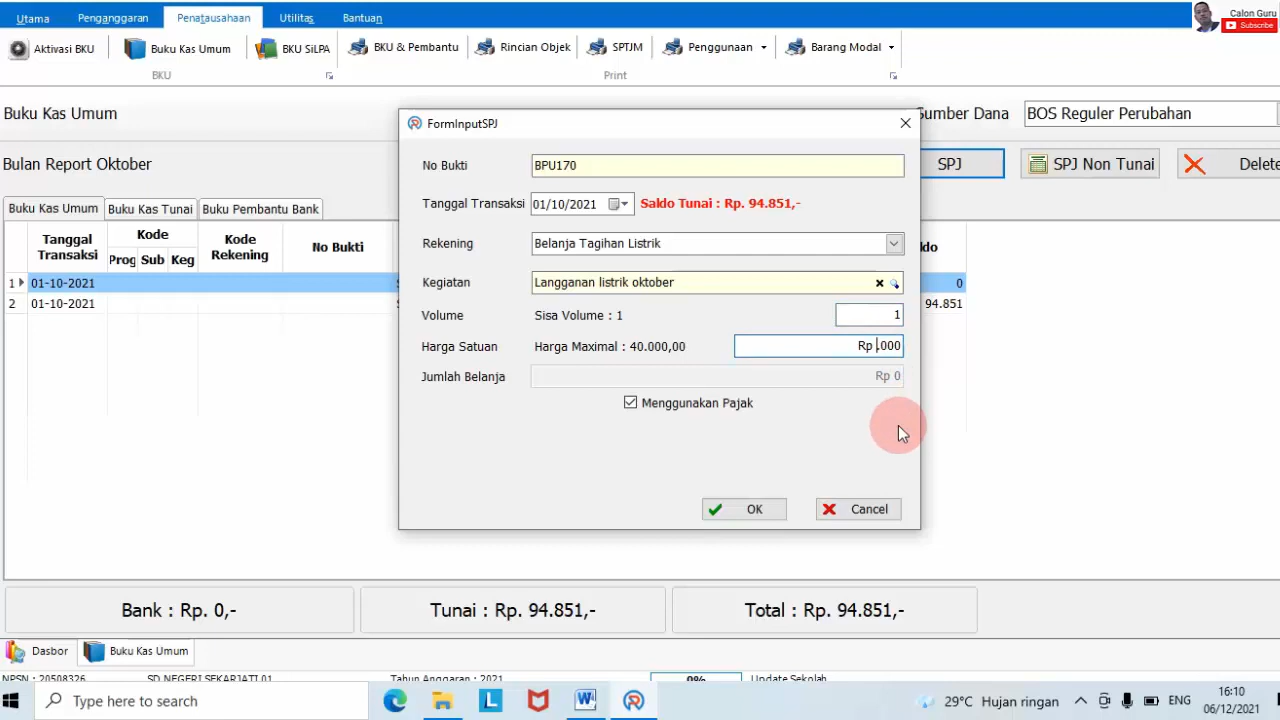 Utama Penganggaran Penatausahaan Utilitas Bantuan
Calon Guru
Subscribe
Aktivasi BKU Buku Kas Umum BKU SiLPA BKU & Pembantu Rincian Objek SPTJM Penggunaan Barang Modal
BKU Print
Buku Kas Umum
Sumber Dana BOS Reguler Perubahan
Bulan Report Oktober
SPJ SPJ Non Tunai Delete
Buku Kas Umum Buku Kas Tunai Buku Pembantu Bank
Tanggal Transaksi Kode Prog Sub Keg Kode Rekening No Bukti
1 01-10-2021 0
2 01-10-2021 94.851
FormInputSPJ
No Bukti BPU170
Tanggal Transaksi 01/10/2021 Saldo Tunai : Rp. 94.851,-
Rekening Belanja Tagihan Listrik
Kegiatan Langganan listrik oktober
Volume Sisa Volume : 1 1
Harga Satuan Harga Maximal : 40.000,00 Rp .000
Jumlah Belanja Rp 0
Menggunakan Pajak
OK Cancel
Bank : Rp. 0,- Tunai : Rp. 94.851,- Total : Rp. 94.851,-
Dasbor Buku Kas Umum
NPSN : 20508326 SD NEGERI SEKARJATI 01 Tahun Anggaran : 2021 0% Update Sekolah
Type here to search
29°C Hujan ringan ENG
16:10
06/12/2021